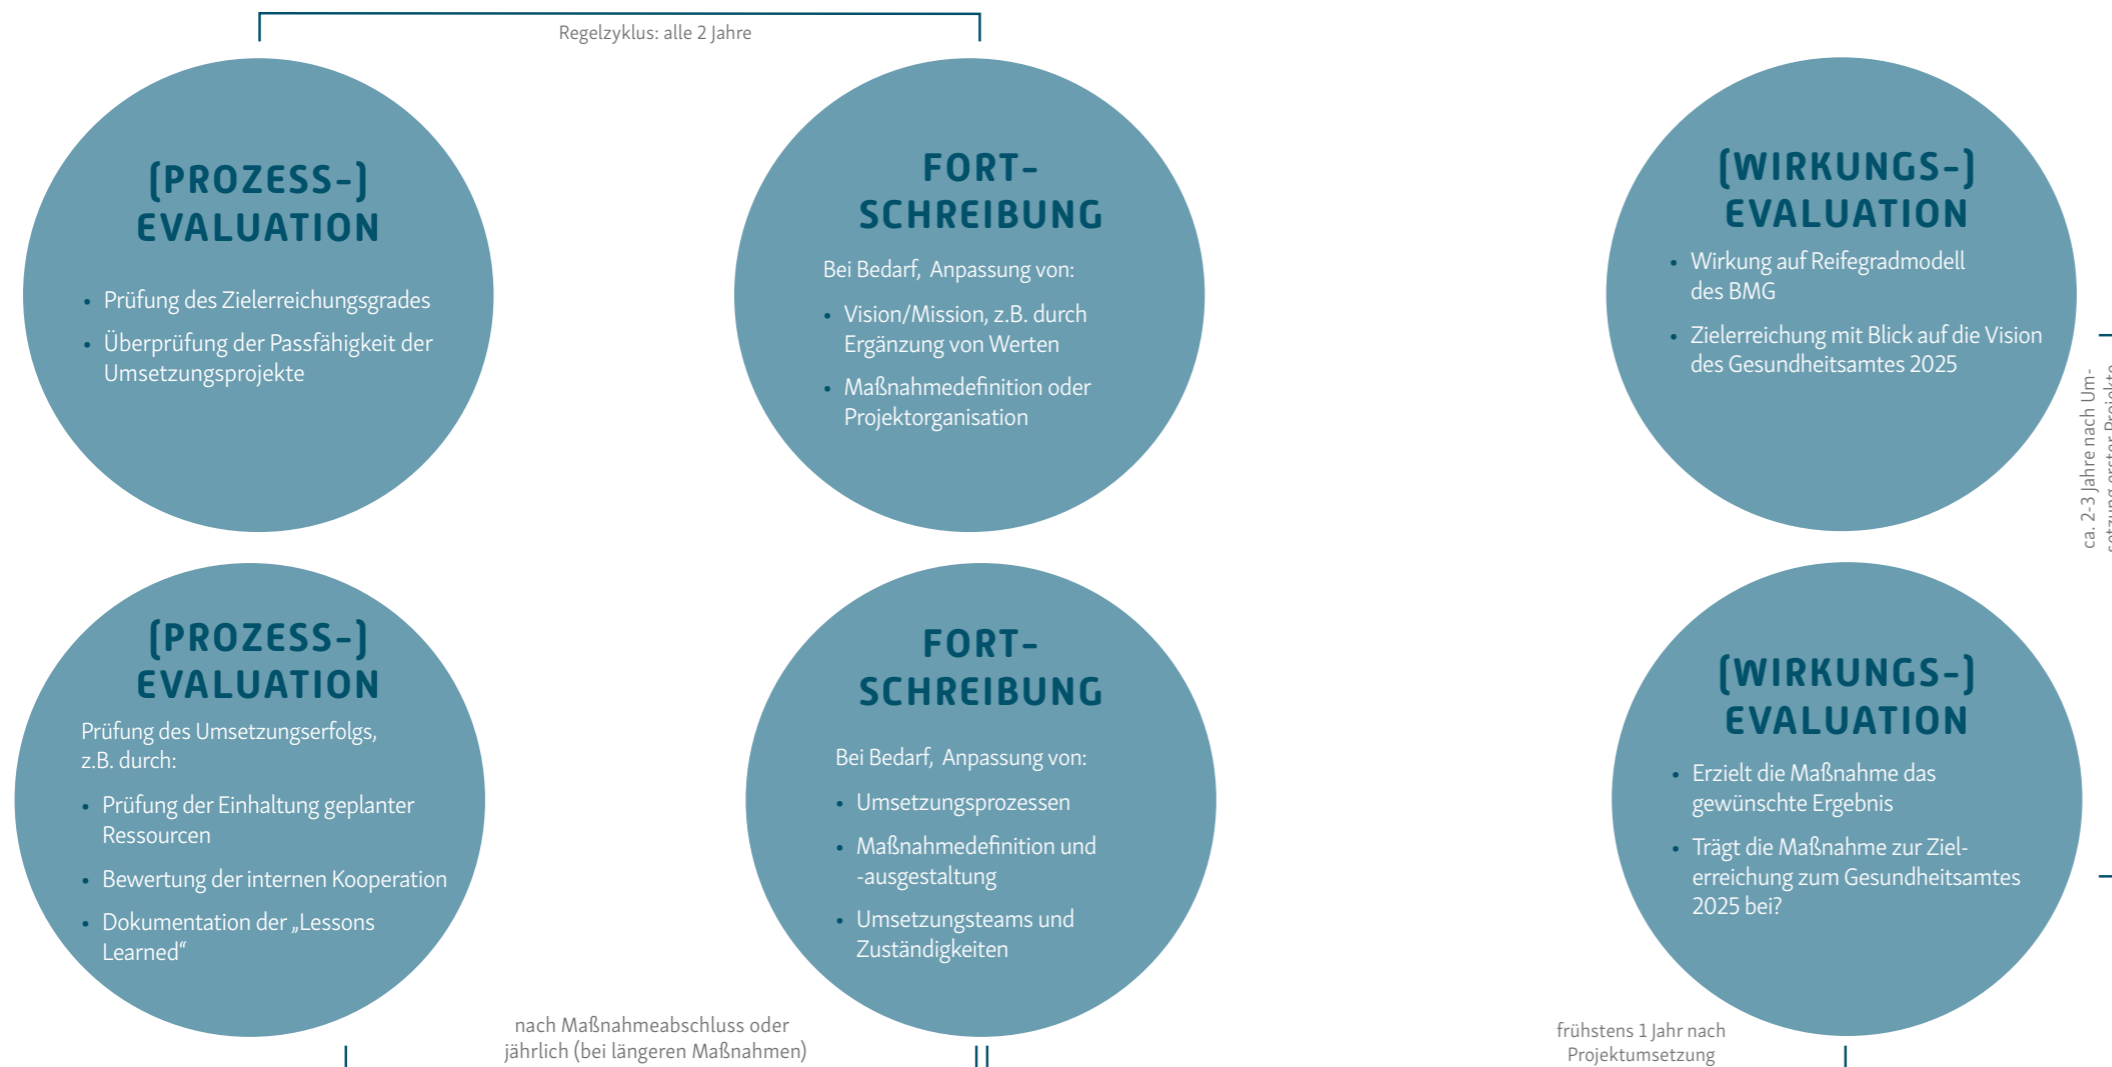 Regelzyklus: alle 2 Jahre
(PROZESS-)
EVALUATION
• Prüfung des Zielerreichungsgrades
• Überprüfung der Passfähigkeit der
Umsetzungsprojekte
FORT-
SCHREIBUNG
Bei Bedarf, Anpassung von:
• Vision/Mission, z.B. durch
Ergänzung von Werten
• Maßnahmedefinition oder
Projektorganisation
(WIRKUNGS-)
EVALUATION
• Wirkung auf Reifegradmodell
des BMG
• Zielerreichung mit Blick auf die Vision
des Gesundheitsamtes 2025
ca. 2-3 Jahre nach Um-
setzung erster Projekte
(PROZESS-)
EVALUATION
Prüfung des Umsetzungserfolgs,
z.B. durch:
• Prüfung der Einhaltung geplanter
Ressourcen
• Bewertung der internen Kooperation
• Dokumentation der „Lessons
Learned“
FORT-
SCHREIBUNG
Bei Bedarf, Anpassung von:
• Umsetzungsprozessen
• Maßnahmedefinition und
-ausgestaltung
• Umsetzungsteams und
Zuständigkeiten
(WIRKUNGS-)
EVALUATION
• Erzielt die Maßnahme das
gewünschte Ergebnis
• Trägt die Maßnahme zur Ziel-
erreichung zum Gesundheitsamtes
2025 bei?
nach Maßnahmeabschluss oder
jährlich (bei längeren Maßnahmen)
frühstens 1 Jahr nach
Projektumsetzung